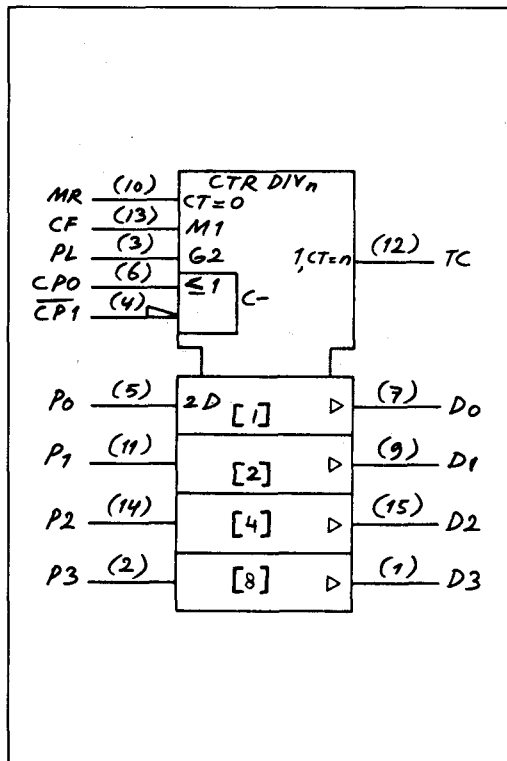 CTR DIVn
MR (10) CT=0
CF (13) M1
PL (3) G2 1,CT=n (12) TC
CP0 (6) ≤1 C-
CP1 (4)
P0 (5) 2D [1] ▷ (7) D0
P1 (11) [2] ▷ (9) D1
P2 (14) [4] ▷ (15) D2
P3 (2) [8] ▷ (1) D3